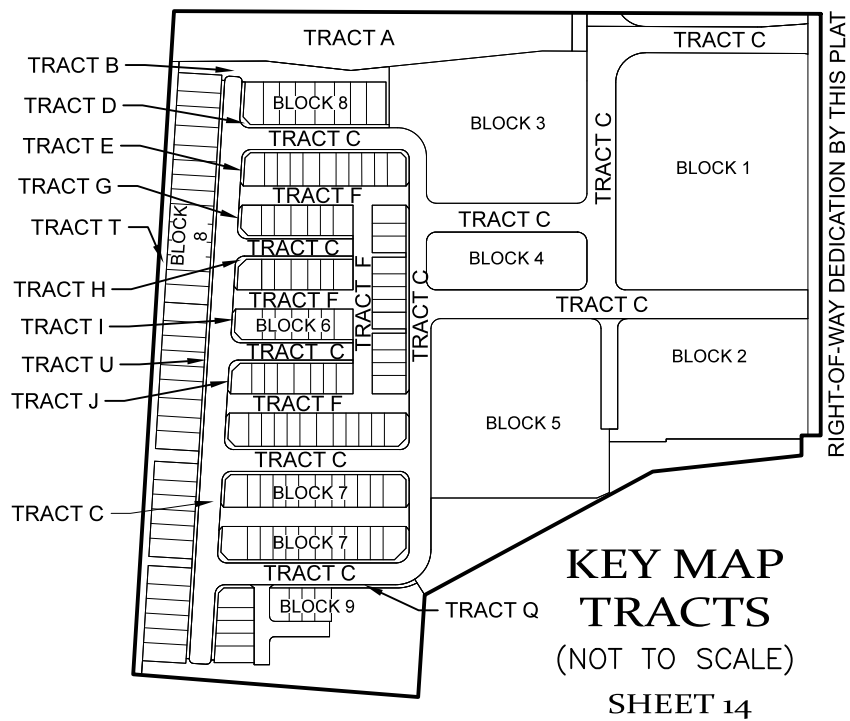 TRACT A
TRACT C
TRACT B
TRACT D
BLOCK 8
BLOCK 3
TRACT C
TRACT E
TRACT C
BLOCK 1
TRACT G
TRACT F
TRACT C
TRACT T
BLOCK
8
TRACT C
BLOCK 4
TRACT H
TRACT F
TRACT F
TRACT C
TRACT C
TRACT I
BLOCK 6
TRACT U
TRACT C
BLOCK 2
TRACT J
TRACT F
BLOCK 5
TRACT C
BLOCK 7
TRACT C
BLOCK 7
TRACT C
BLOCK 9
TRACT Q
RIGHT-OF-WAY DEDICATION BY THIS PLAT
KEY MAP
TRACTS
(NOT TO SCALE)
SHEET 14